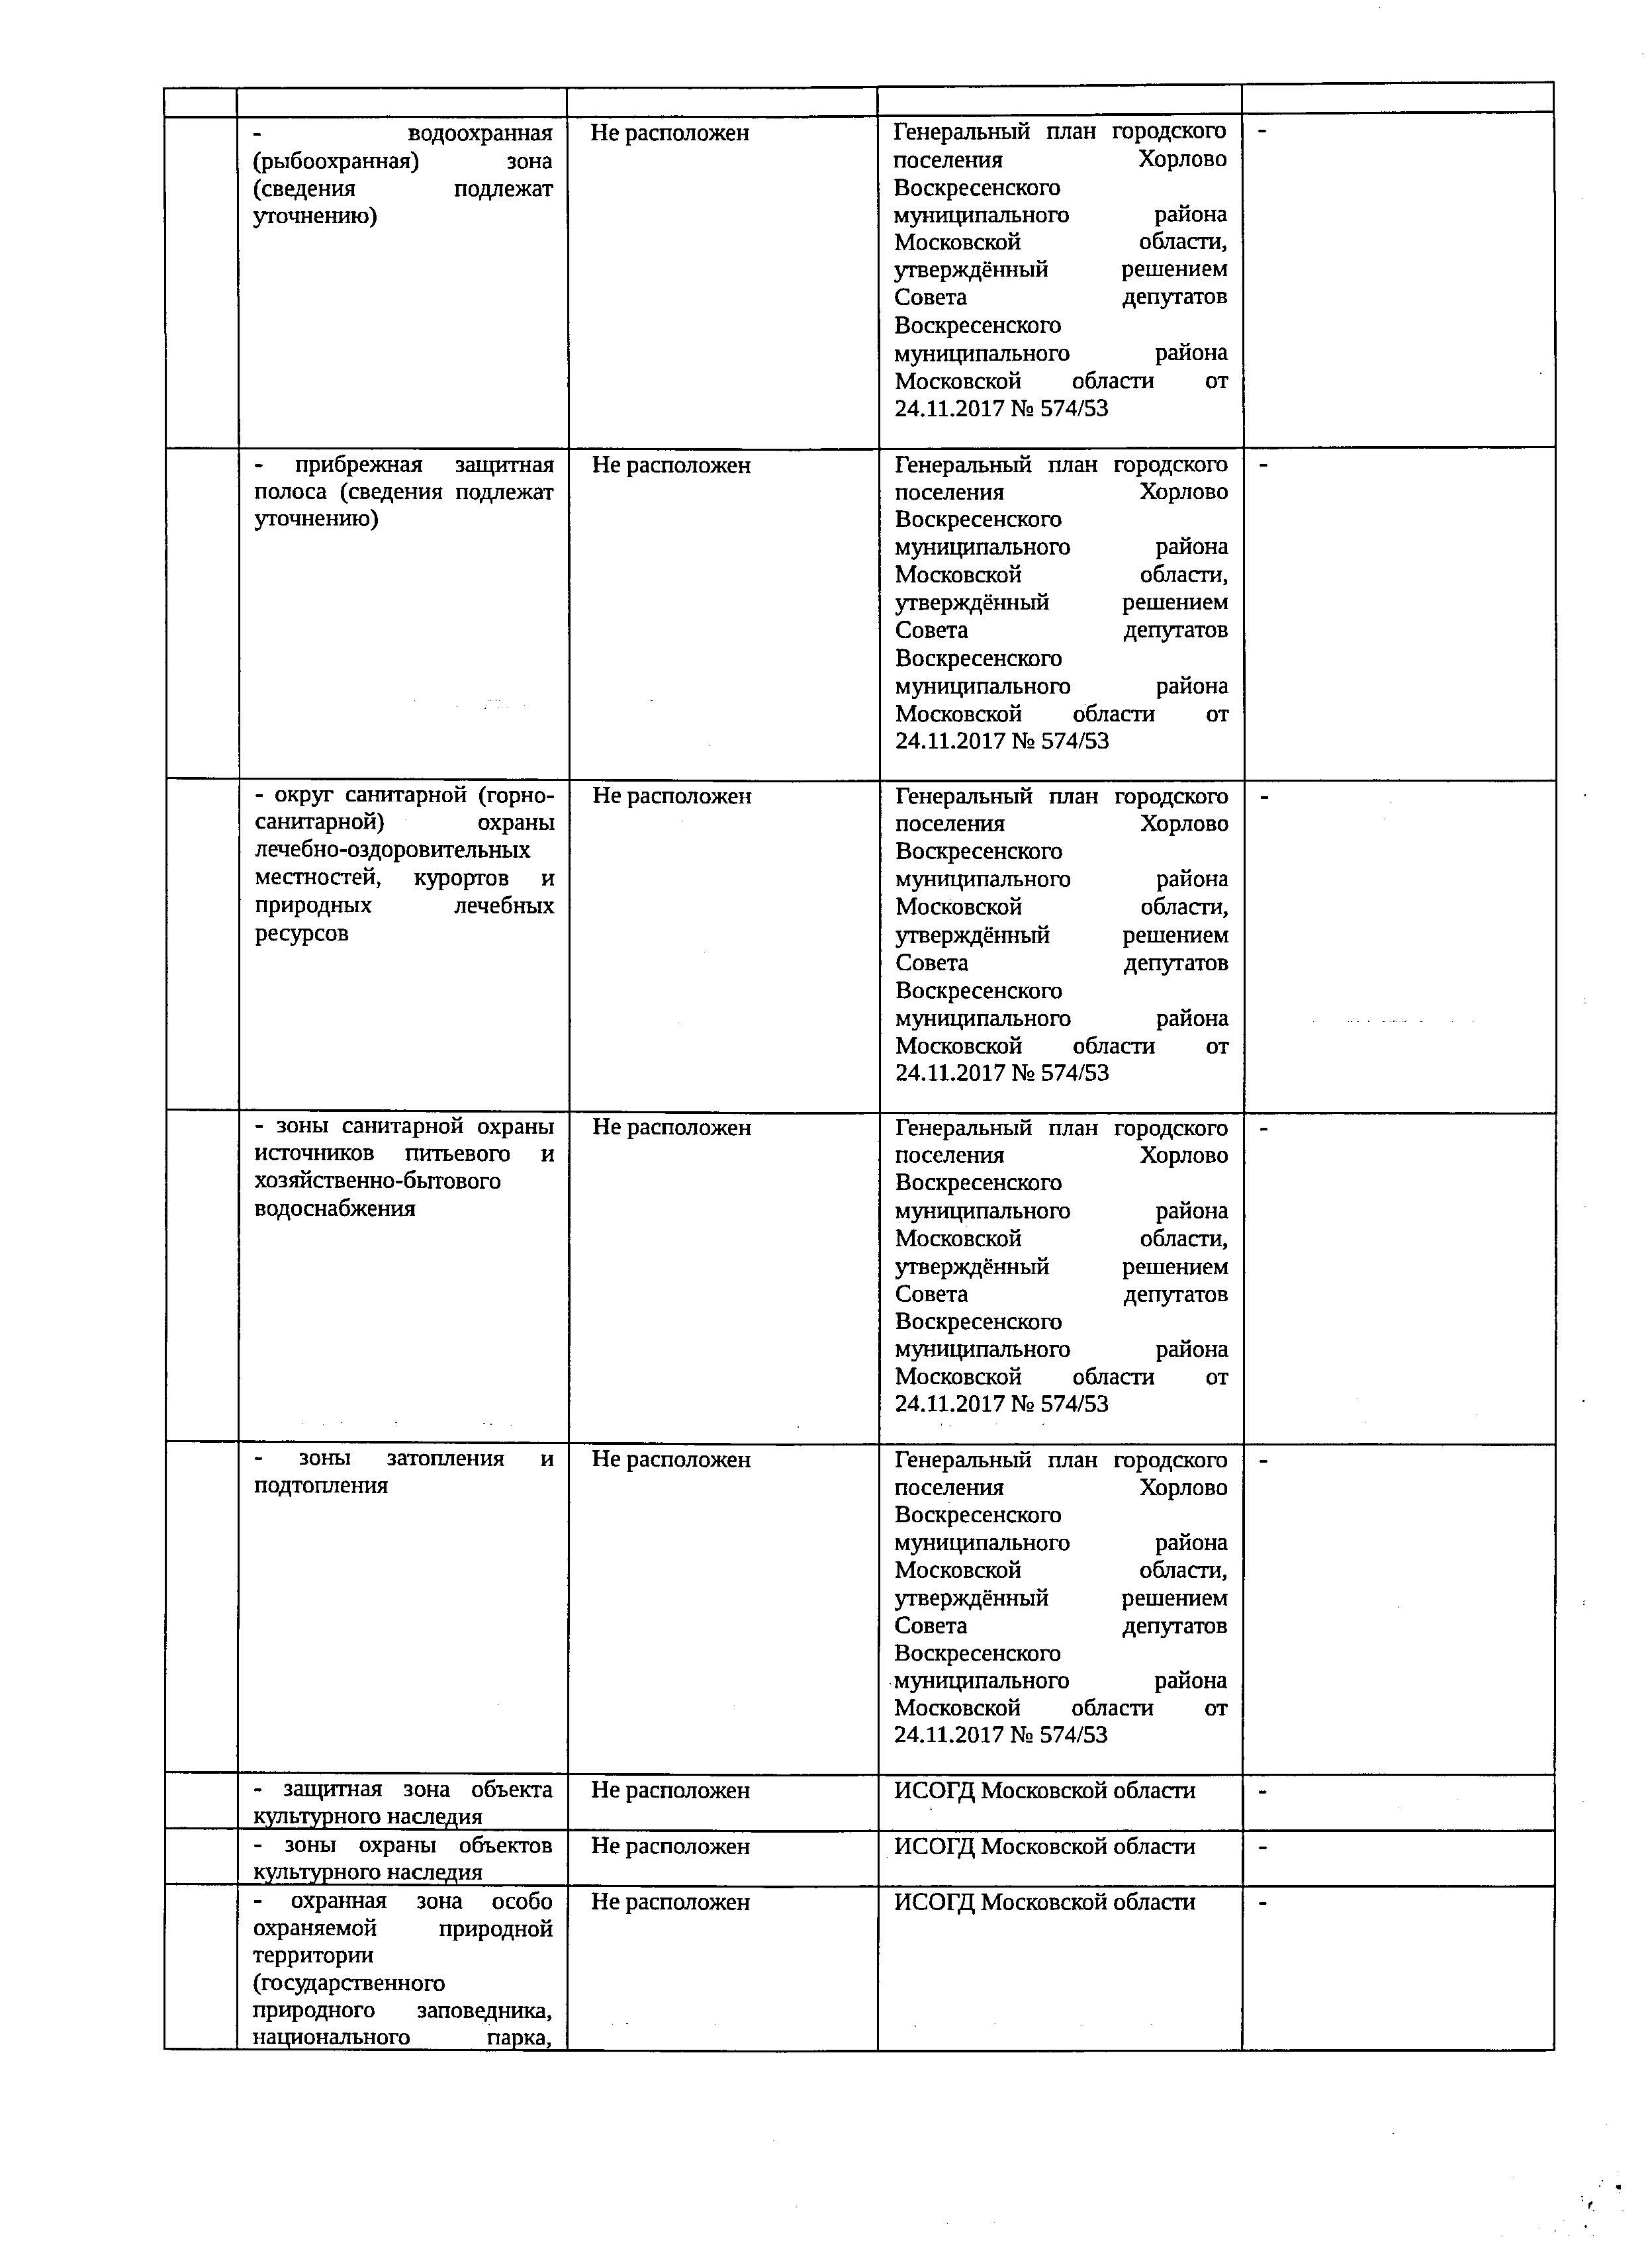 - водоохранная
(рыбоохранная) зона
(сведения подлежат
уточнению)
Не расположен
Генеральный план городского
поселения Хорлово
Воскресенского
муниципального района
Московской области,
утверждённый решением
Совета депутатов
Воскресенского
муниципального района
Московской области от
24.11.2017 № 574/53
-
- прибрежная защитная
полоса (сведения подлежат
уточнению)
Не расположен
Генеральный план городского
поселения Хорлово
Воскресенского
муниципального района
Московской области,
утверждённый решением
Совета депутатов
Воскресенского
муниципального района
Московской области от
24.11.2017 № 574/53
-
- округ санитарной (горно-
санитарной) охраны
лечебно-оздоровительных
местностей, курортов и
природных лечебных
ресурсов
Не расположен
Генеральный план городского
поселения Хорлово
Воскресенского
муниципального района
Московской области,
утверждённый решением
Совета депутатов
Воскресенского
муниципального района
Московской области от
24.11.2017 № 574/53
-
- зоны санитарной охраны
источников питьевого и
хозяйственно-бытового
водоснабжения
Не расположен
Генеральный план городского
поселения Хорлово
Воскресенского
муниципального района
Московской области,
утверждённый решением
Совета депутатов
Воскресенского
муниципального района
Московской области от
24.11.2017 № 574/53
-
- зоны затопления и
подтопления
Не расположен
Генеральный план городского
поселения Хорлово
Воскресенского
муниципального района
Московской области,
утверждённый решением
Совета депутатов
Воскресенского
муниципального района
Московской области от
24.11.2017 № 574/53
-
- защитная зона объекта
культурного наследия
Не расположен
ИСОГД Московской области
-
- зоны охраны объектов
культурного наследия
Не расположен
ИСОГД Московской области
-
- охранная зона особо
охраняемой природной
территории
(государственного
природного заповедника,
национального парка,
Не расположен
ИСОГД Московской области
-